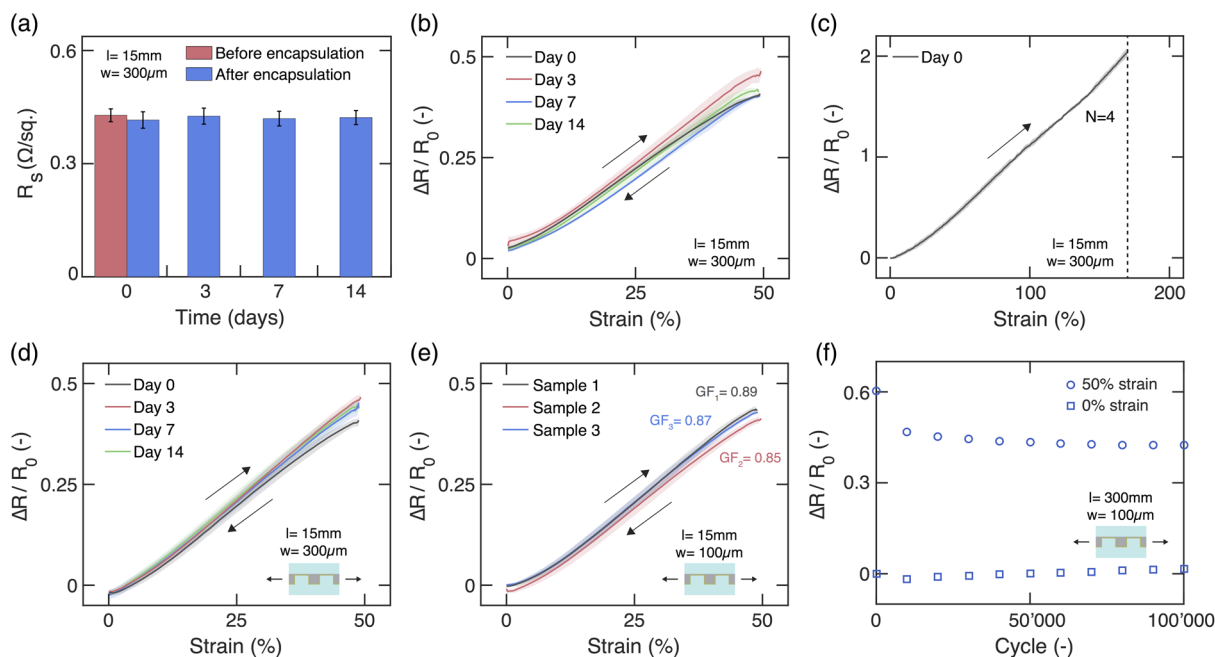 (a)
0.6
0.3
0
R_S (Ω/sq.)
l= 15mm
w= 300µm
Before encapsulation
After encapsulation
0 3 7 14
Time (days)
(b)
0.5
0.25
0
ΔR / R_0 (-)
Day 0
Day 3
Day 7
Day 14
l= 15mm
w= 300µm
0 25 50
Strain (%)
(c)
2
1
0
ΔR / R_0 (-)
Day 0
N=4
l= 15mm
w= 300µm
0 100 200
Strain (%)
(d)
0.5
0.25
0
ΔR / R_0 (-)
Day 0
Day 3
Day 7
Day 14
l= 15mm
w= 300µm
0 25 50
Strain (%)
(e)
0.5
0.25
0
ΔR / R_0 (-)
Sample 1
Sample 2
Sample 3
GF_1= 0.89
GF_3= 0.87
GF_2= 0.85
l= 15mm
w= 100µm
0 25 50
Strain (%)
(f)
0.6
0.3
0
ΔR / R_0 (-)
50% strain
0% strain
l= 300mm
w= 100µm
0 50'000 100'000
Cycle (-)